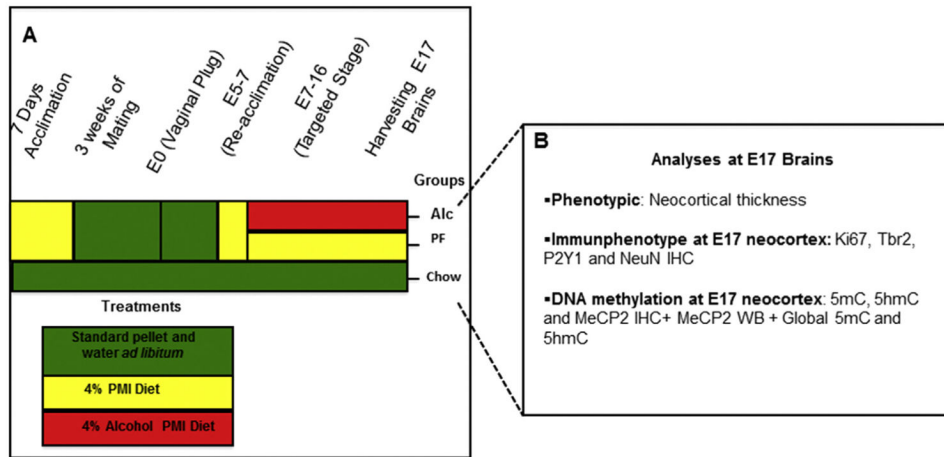 A
7 Days
Acclimation
3 weeks of
Mating
E0 (Vaginal Plug)
E5-7
(Re-acclimation)
E7-16
(Targeted Stage)
Harvesting E17
Brains
Groups
Alc
PF
Chow
Treatments
Standard pellet and
water ad libitum
4% PMI Diet
4% Alcohol PMI Diet
B
Analyses at E17 Brains
▪Phenotypic: Neocortical thickness
▪Immunphenotype at E17 neocortex: Ki67, Tbr2,
P2Y1 and NeuN IHC
▪DNA methylation at E17 neocortex: 5mC, 5hmC
and MeCP2 IHC+ MeCP2 WB + Global 5mC and
5hmC